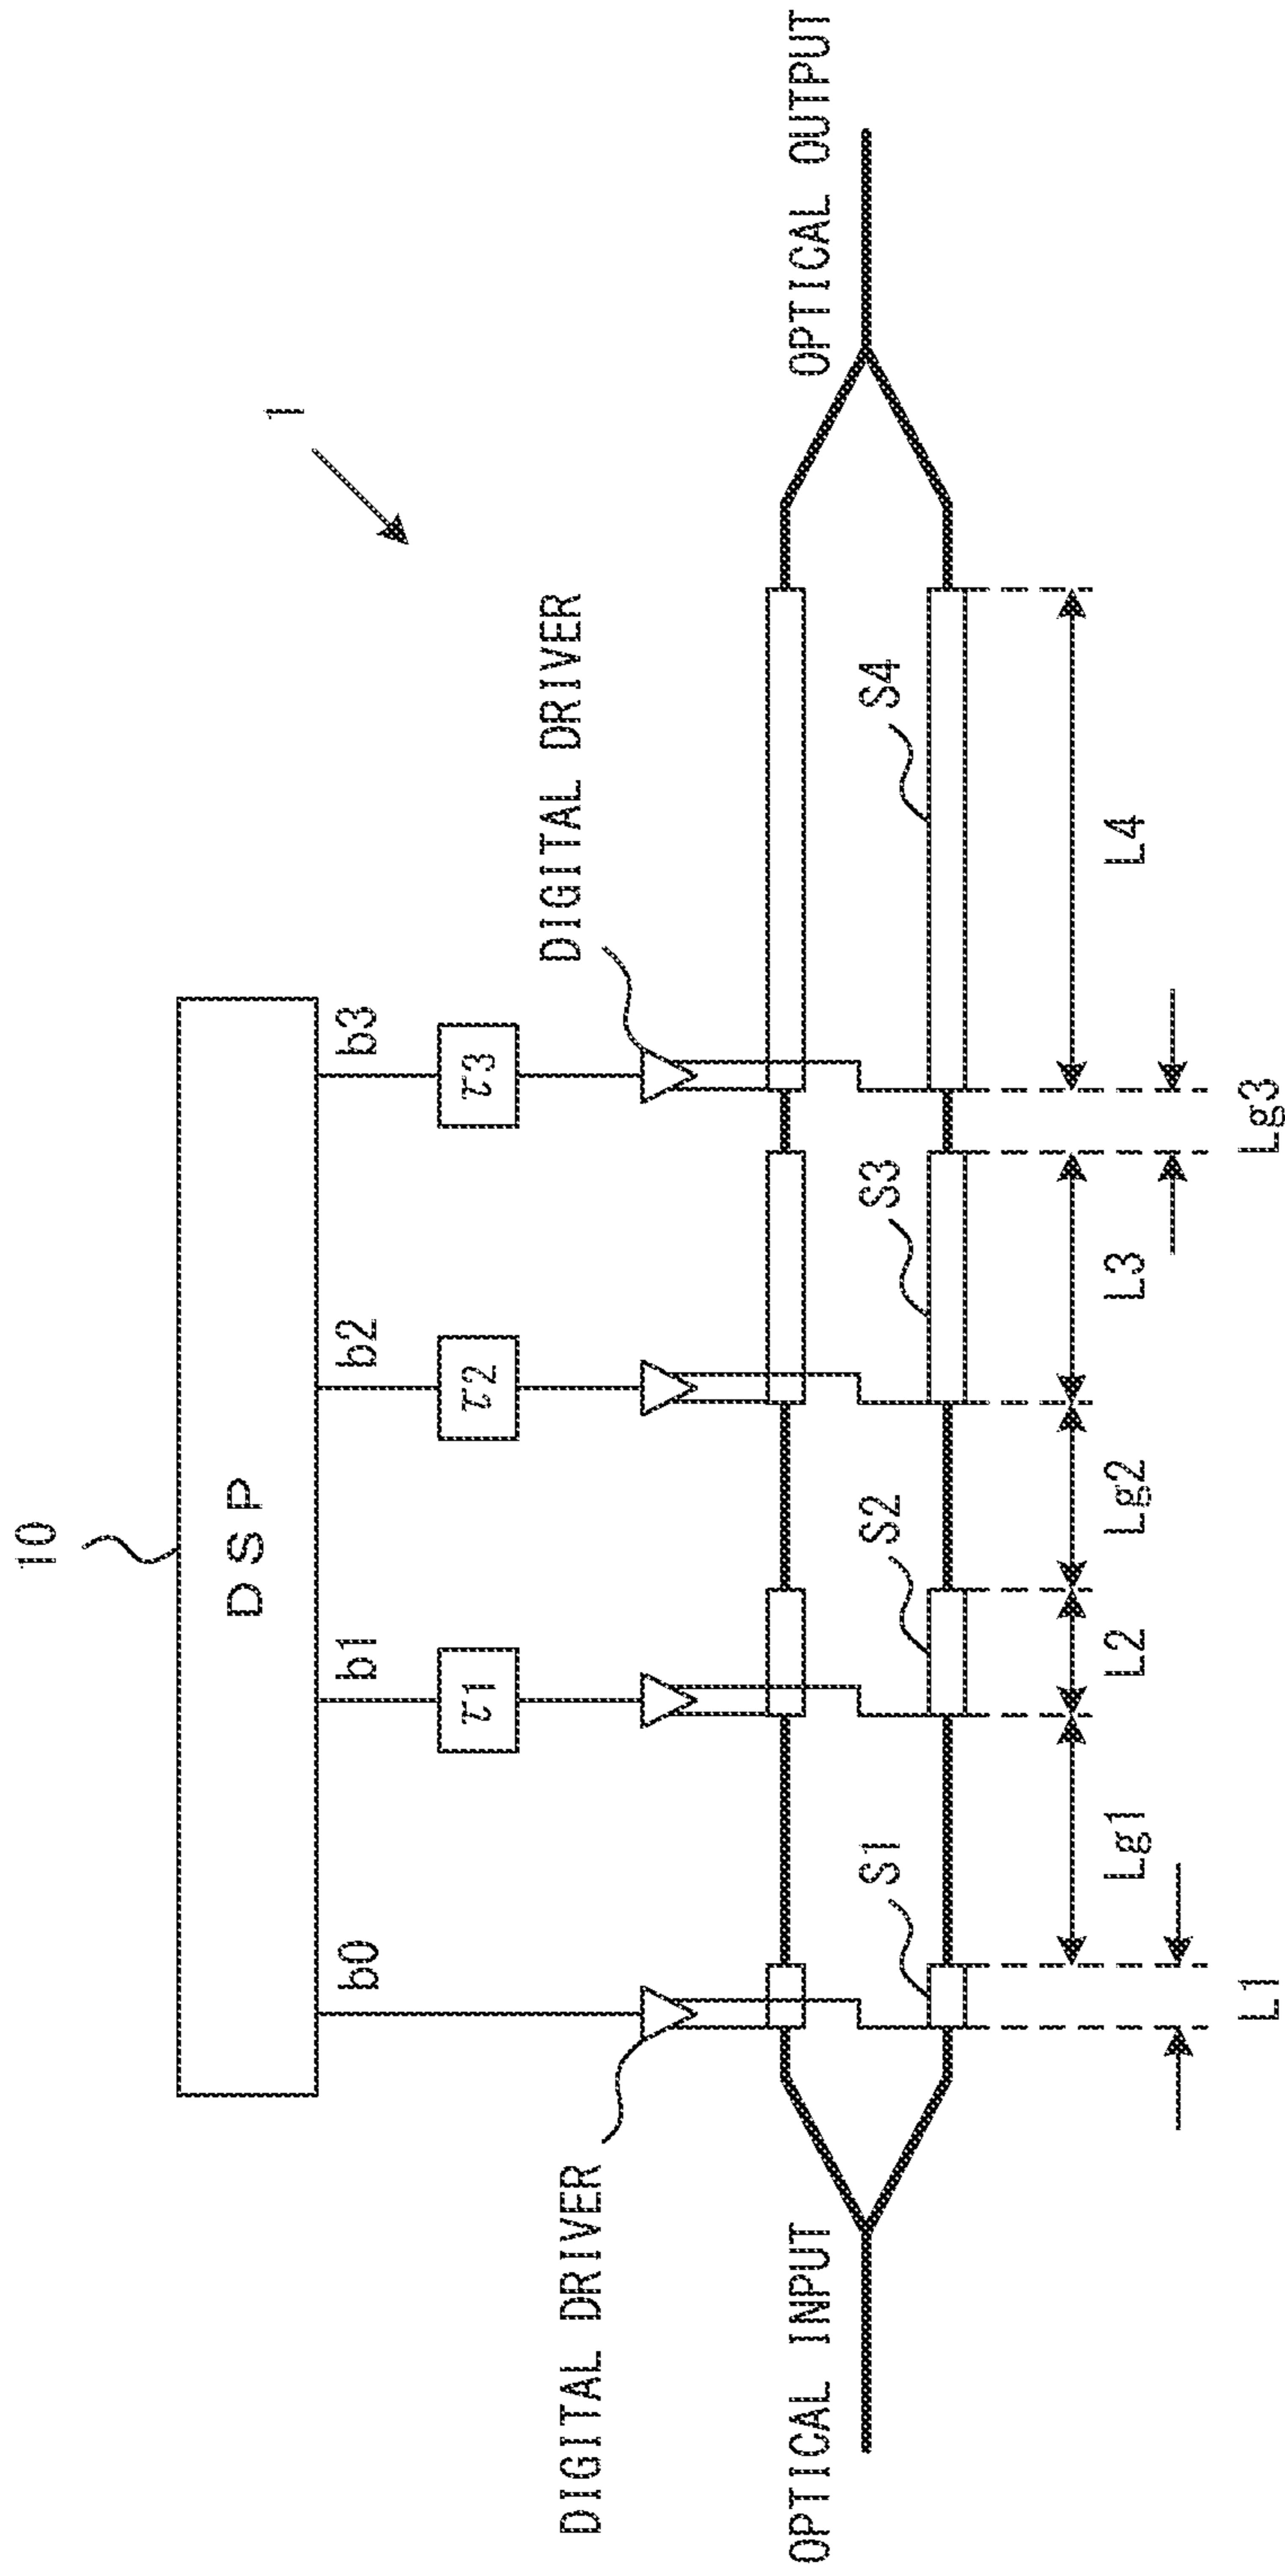 10
1
DSP
b0
b1
b2
b3
τ1
τ2
τ3
DIGITAL DRIVER
DIGITAL DRIVER
OPTICAL INPUT
OPTICAL OUTPUT
S1
S2
S3
S4
Lg1
L2
Lg2
L3
L4
L1
Lg3